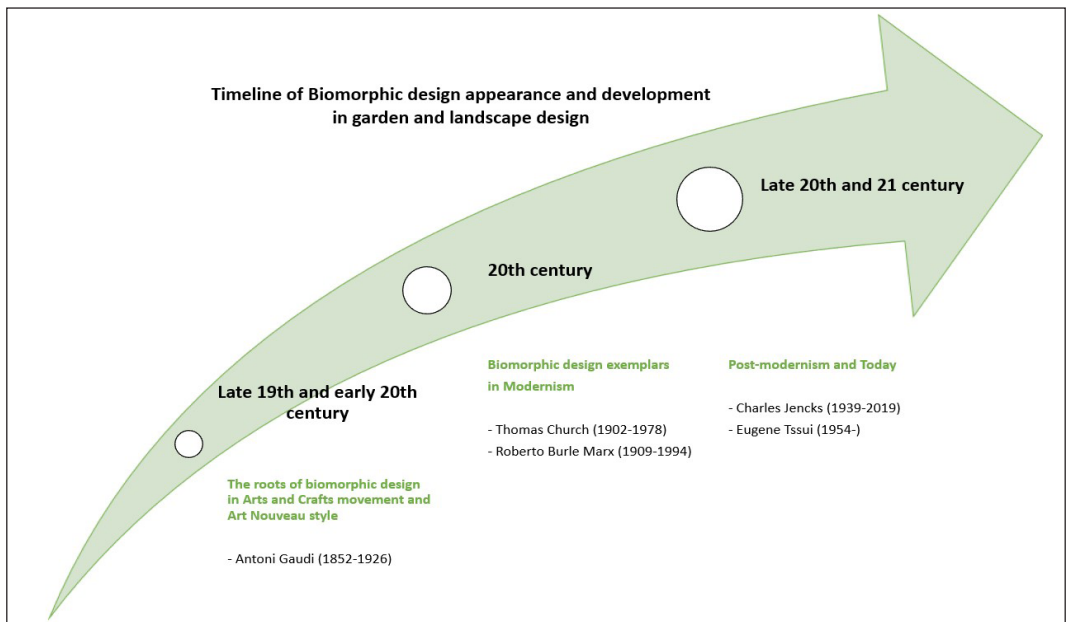 Timeline of Biomorphic design appearance and development
in garden and landscape design
Late 19th and early 20th
century
The roots of biomorphic design
in Arts and Crafts movement and
Art Nouveau style
- Antoni Gaudi (1852-1926)
20th century
Biomorphic design exemplars
in Modernism
- Thomas Church (1902-1978)
- Roberto Burle Marx (1909-1994)
Late 20th and 21 century
Post-modernism and Today
- Charles Jencks (1939-2019)
- Eugene Tssui (1954-)